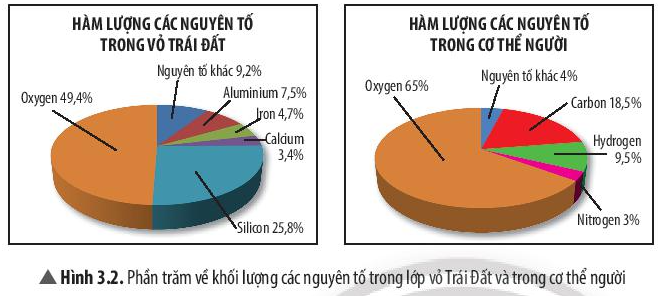 HÀM LƯỢNG CÁC NGUYÊN TỐ
TRONG VỎ TRÁI ĐẤT
Nguyên tố khác 9,2%
Oxygen 49,4%
Aluminium 7,5%
Iron 4,7%
Calcium
3,4%
Silicon 25,8%
HÀM LƯỢNG CÁC NGUYÊN TỐ
TRONG CƠ THỂ NGƯỜI
Nguyên tố khác 4%
Oxygen 65%
Carbon 18,5%
Hydrogen
9,5%
Nitrogen 3%
▲ Hình 3.2. Phần trăm về khối lượng các nguyên tố trong lớp vỏ Trái Đất và trong cơ thể người